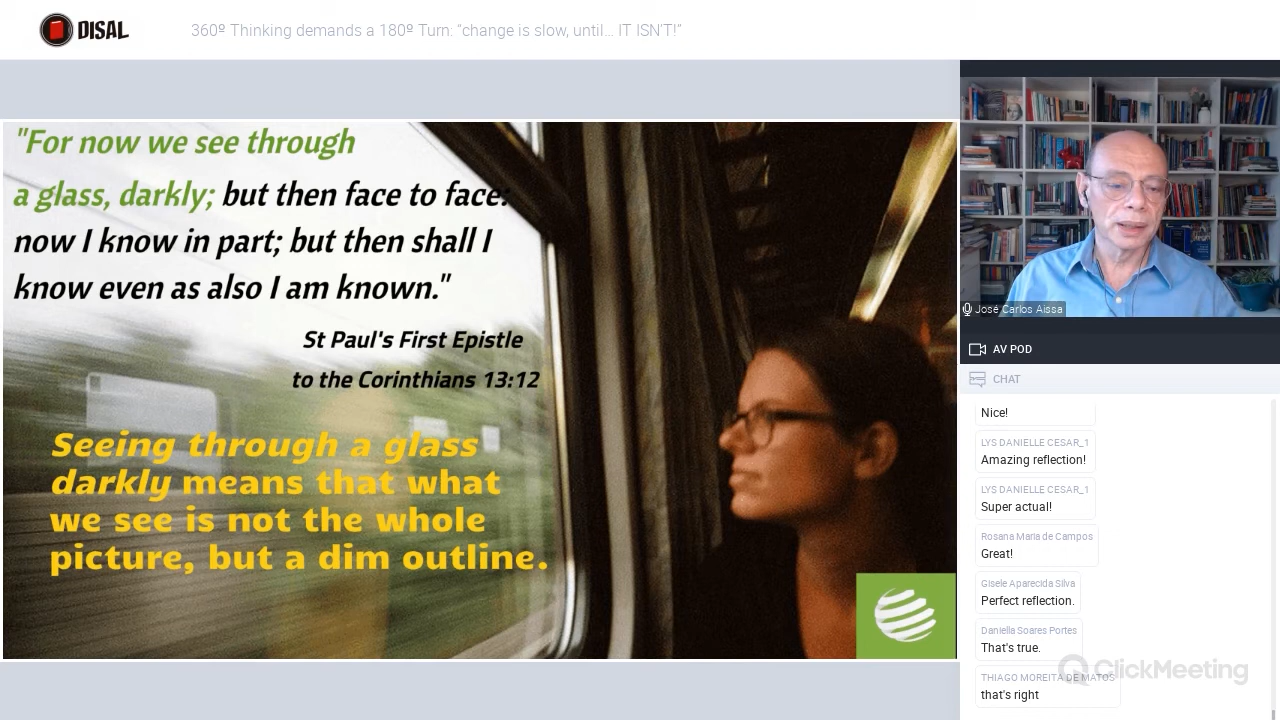 DISAL
360º Thinking demands a 180º Turn: “change is slow, until... IT ISN'T!”
"For now we see through
a glass, darkly; but then face to face:
now I know in part; but then shall I
know even as also I am known."
St Paul's First Epistle
to the Corinthians 13:12
Seeing through a glass
darkly means that what
we see is not the whole
picture, but a dim outline.
José Carlos Aissa
AV POD
CHAT
Nice!
LYS DANIELLE CESAR_1
Amazing reflection!
LYS DANIELLE CESAR_1
Super actual!
Rosana Maria de Campos
Great!
Gisele Aparecida Silva
Perfect reflection.
Daniella Soares Portes
That's true.
THIAGO MOREITA DE MATOS
that's right
ClickMeeting